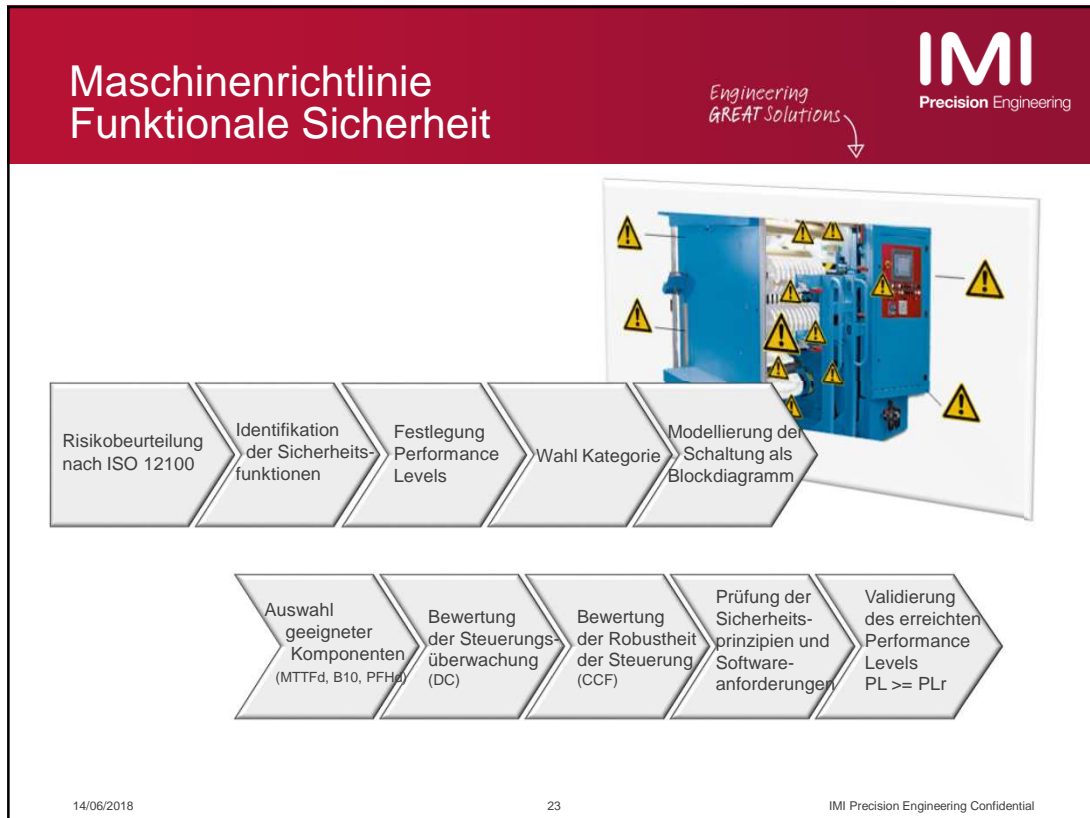 Maschinenrichtlinie
Funktionale Sicherheit
Engineering
GREAT Solutions
IMI
Precision Engineering
Risikobeurteilung
nach ISO 12100
Identifikation
der Sicherheits-
funktionen
Festlegung
Performance
Levels
Wahl Kategorie
Modellierung der
Schaltung als
Blockdiagramm
Auswahl
geeigneter
Komponenten
(MTTFd, B10, PFHd)
Bewertung
der Steuerungs-
überwachung
(DC)
Bewertung
der Robustheit
der Steuerung
(CCF)
Prüfung der
Sicherheits-
prinzipien und
Software-
anforderungen
Validierung
des erreichten
Performance
Levels
PL >= PLr
14/06/2018
23
IMI Precision Engineering Confidential